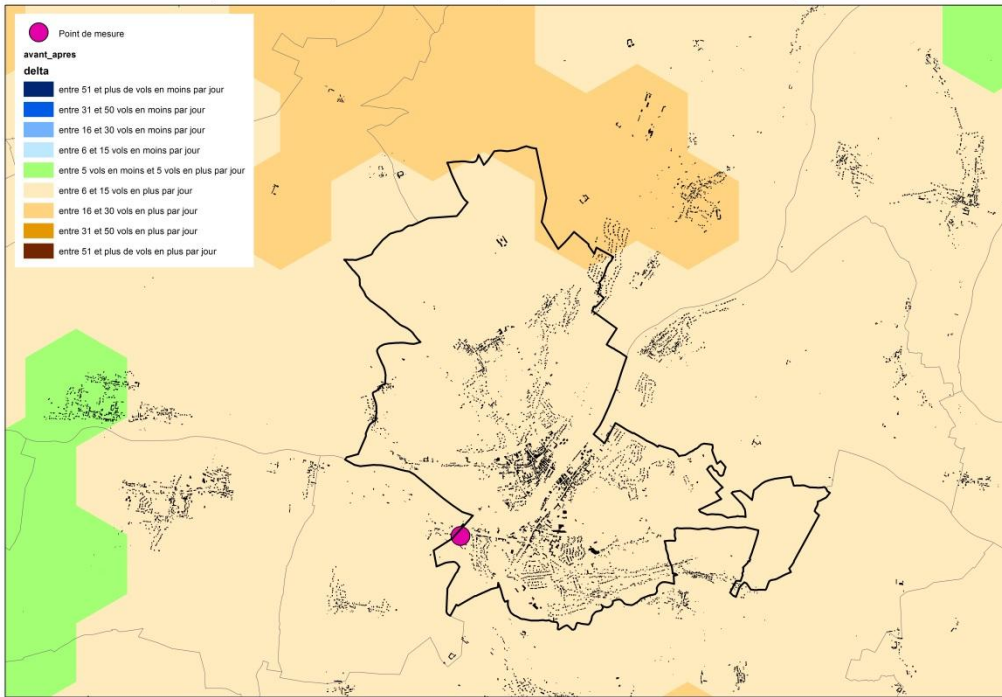 Point de mesure
avant_apres
delta
entre 51 et plus de vols en moins par jour
entre 31 et 50 vols en moins par jour
entre 16 et 30 vols en moins par jour
entre 6 et 15 vols en moins par jour
entre 5 vols en moins et 5 vols en plus par jour
entre 6 et 15 vols en plus par jour
entre 16 et 30 vols en plus par jour
entre 31 et 50 vols en plus par jour
entre 51 et plus de vols en plus par jour